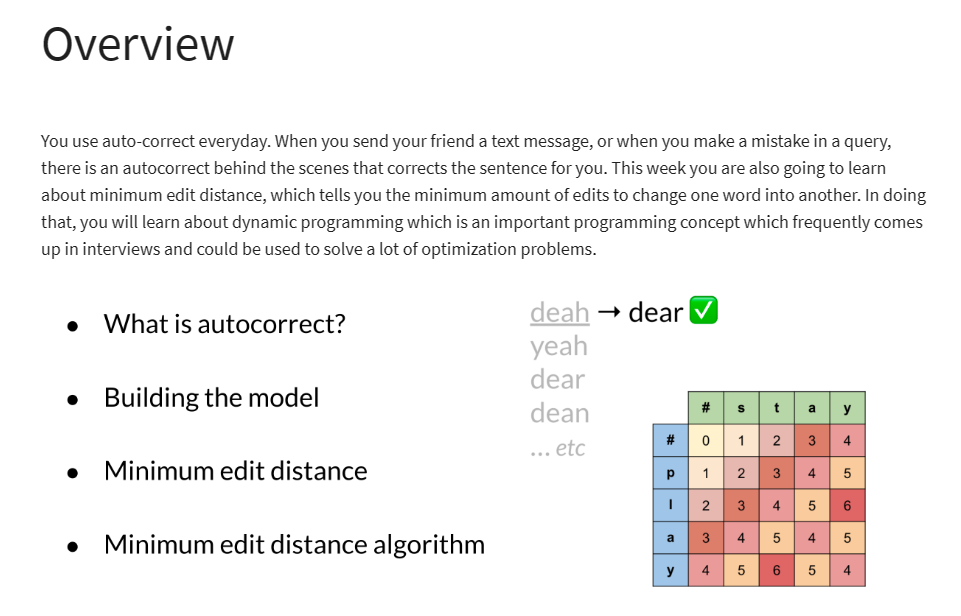 Overview
You use auto-correct everyday. When you send your friend a text message, or when you make a mistake in a query,
there is an autocorrect behind the scenes that corrects the sentence for you. This week you are also going to learn
about minimum edit distance, which tells you the minimum amount of edits to change one word into another. In doing
that, you will learn about dynamic programming which is an important programming concept which frequently comes
up in interviews and could be used to solve a lot of optimization problems.
● What is autocorrect?
● Building the model
● Minimum edit distance
● Minimum edit distance algorithm
deah → dear ✅
yeah
dear
dean
... etc
# s t a y
# 0 1 2 3 4
p 1 2 3 4 5
l 2 3 4 5 6
a 3 4 5 4 5
y 4 5 6 5 4